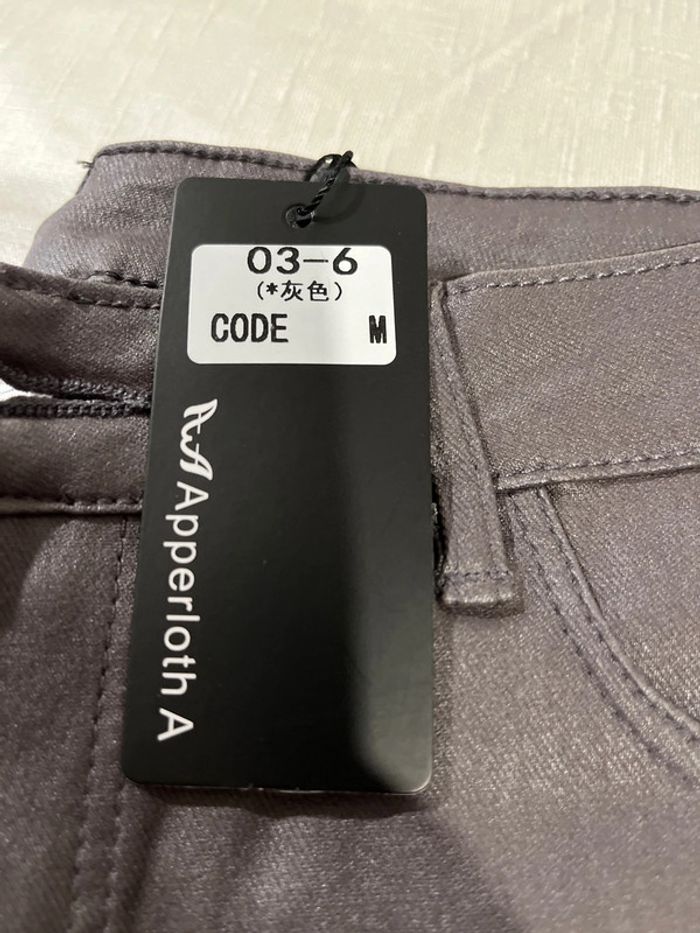 03-6
(*灰色)
CODE M
Apperloth A